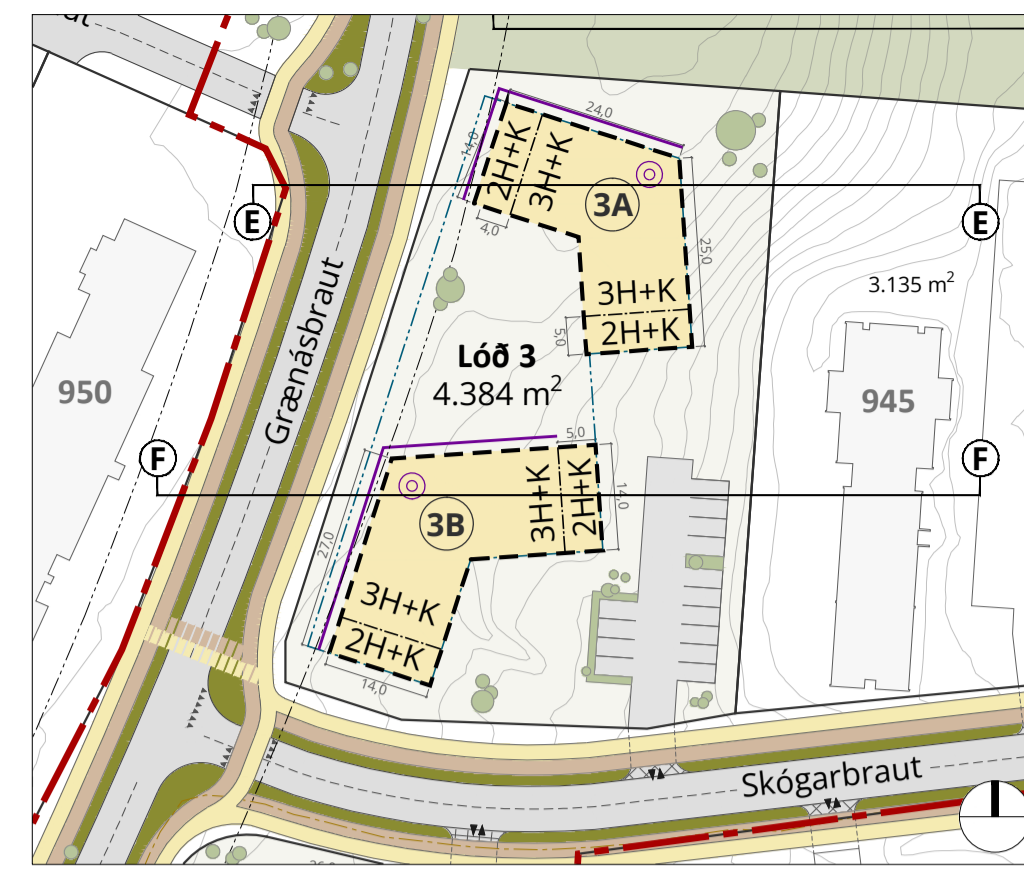 24,0
14,0
2H+K
3H+K
3A
E
E
4,0
25,0
3H+K
2H+K
5,0
3.135 m²
Grænásbraut
Lóð 3
4.384 m²
950
945
F
F
5,0
3H+K
2H+K
14,0
3B
27,0
3H+K
2H+K
14,0
Skógarbraut